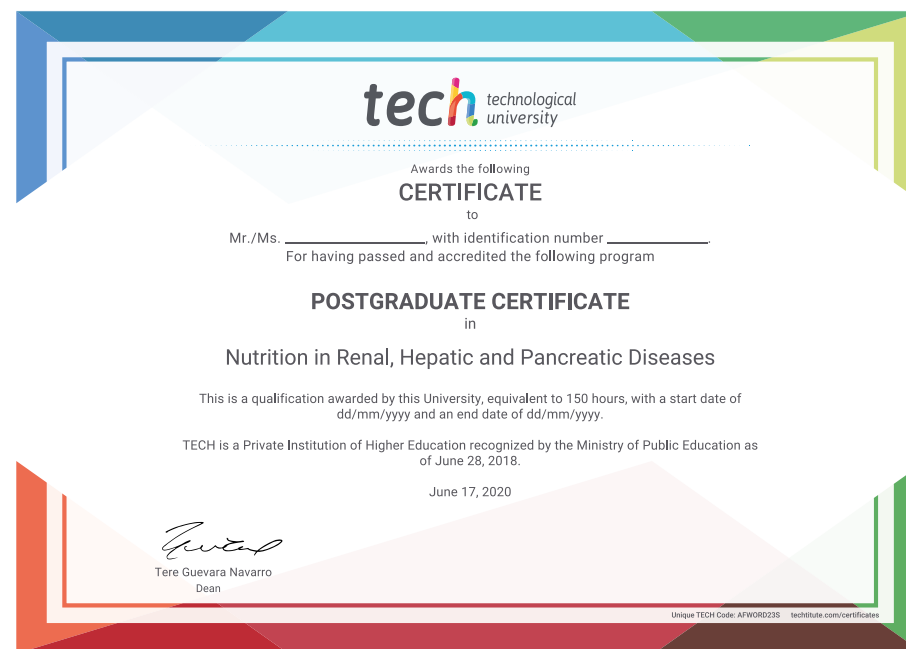 tech technological
university
Awards the following
CERTIFICATE
to
Mr./Ms. ____________________, with identification number ______________.
For having passed and accredited the following program
POSTGRADUATE CERTIFICATE
in
Nutrition in Renal, Hepatic and Pancreatic Diseases
This is a qualification awarded by this University, equivalent to 150 hours, with a start date of
dd/mm/yyyy and an end date of dd/mm/yyyy.
TECH is a Private Institution of Higher Education recognized by the Ministry of Public Education as
of June 28, 2018.
June 17, 2020
Tere Guevara Navarro
Dean
Unique TECH Code: AFWORD23S techtitute.com/certificates